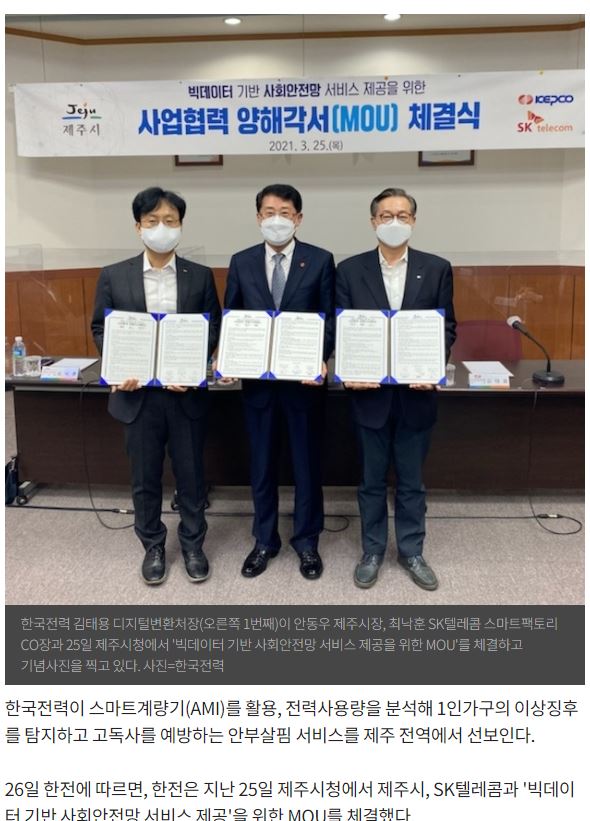 빅데이터 기반 사회안전망 서비스 제공을 위한
Jeju
제주시
사업협력 양해각서(MOU) 체결식
KEPCO
SK telecom
2021. 3. 25.(목)
한국전력 김태용 디지털변환처장(오른쪽 1번째)이 안동우 제주시장, 최낙훈 SK텔레콤 스마트팩토리
CO장과 25일 제주시청에서 '빅데이터 기반 사회안전망 서비스 제공을 위한 MOU'를 체결하고
기념사진을 찍고 있다. 사진=한국전력
한국전력이 스마트계량기(AMI)를 활용, 전력사용량을 분석해 1인가구의 이상징후
를 탐지하고 고독사를 예방하는 안부살핌 서비스를 제주 전역에서 선보인다.
26일 한전에 따르면, 한전은 지난 25일 제주시청에서 제주시, SK텔레콤과 '빅데이
터 기반 사회안전망 서비스 제공'을 위한 MOU를 체결했다